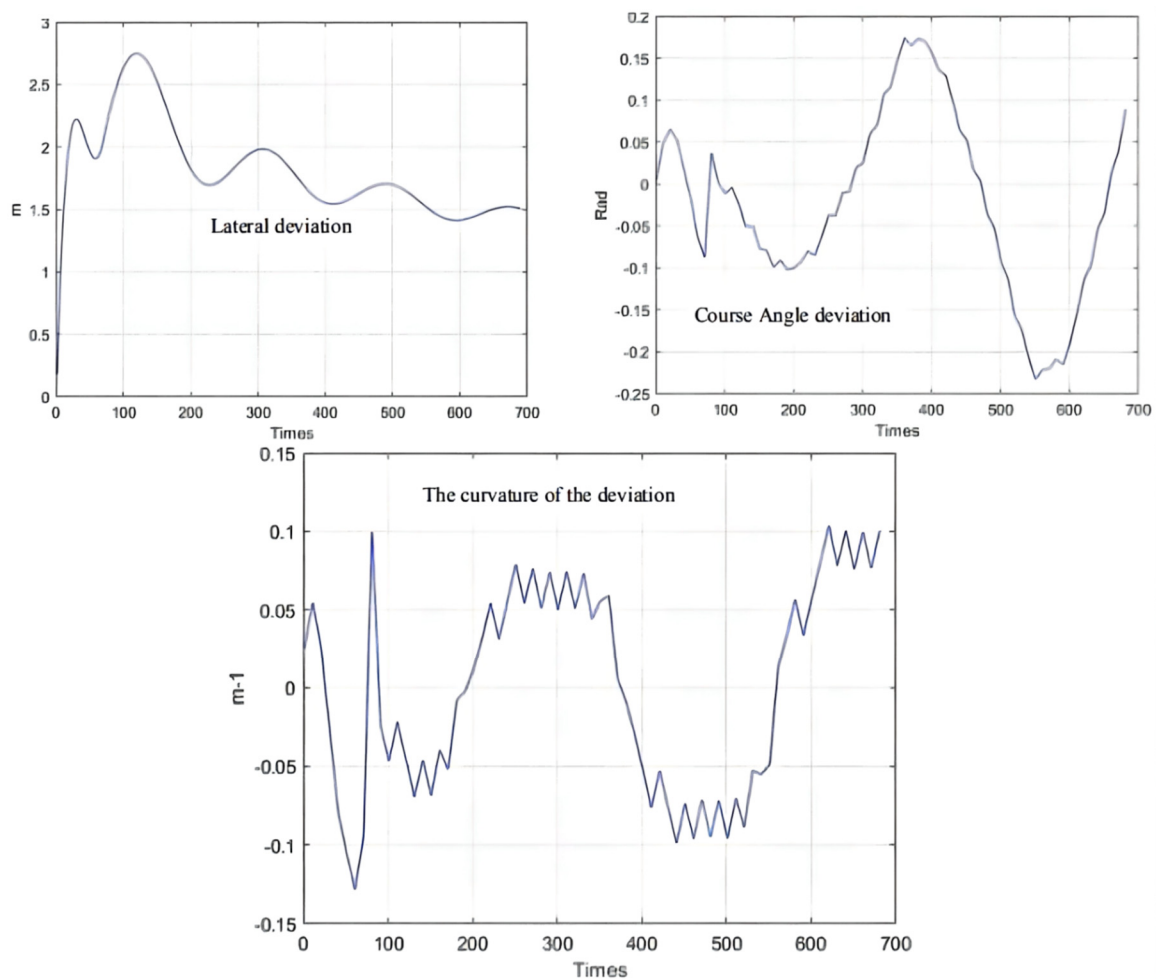 3
2.5
2
1.5
1
0.5
0
m
Lateral deviation
0 100 200 300 400 500 600 700
Times
0.2
0.15
0.1
0.05
0
-0.05
-0.1
-0.15
-0.2
-0.25
Rad
Course Angle deviation
0 100 200 300 400 500 600 700
Times
0.15
0.1
0.05
0
-0.05
-0.1
-0.15
m-1
The curvature of the deviation
0 100 200 300 400 500 600 700
Times